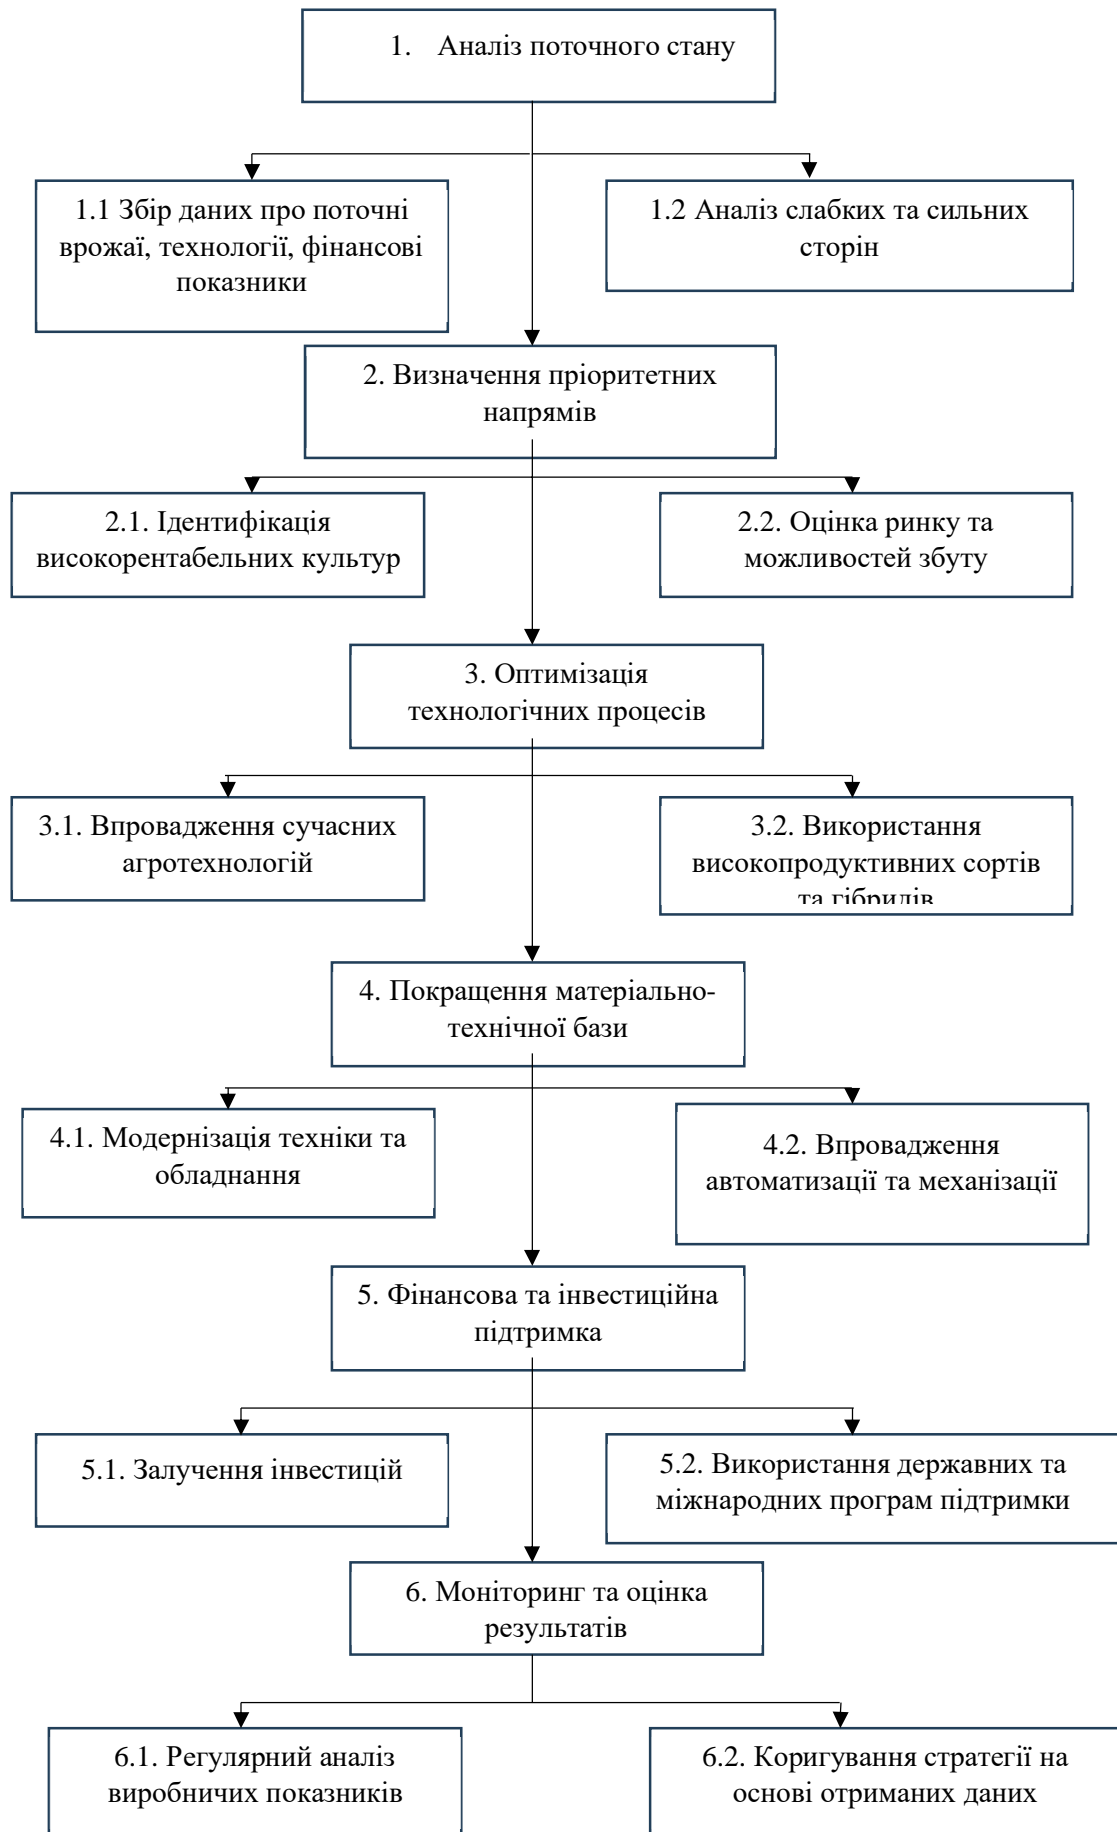 1. Аналіз поточного стану
1.1 Збір даних про поточні
врожаї, технології, фінансові
показники
1.2 Аналіз слабких та сильних
сторін
2. Визначення пріоритетних
напрямів
2.1. Ідентифікація
високорентабельних культур
2.2. Оцінка ринку та
можливостей збуту
3. Оптимізація
технологічних процесів
3.1. Впровадження сучасних
агротехнологій
3.2. Використання
високопродуктивних сортів
та гібридів
4. Покращення матеріально-
технічної бази
4.1. Модернізація техніки та
обладнання
4.2. Впровадження
автоматизації та механізації
5. Фінансова та інвестиційна
підтримка
5.1. Залучення інвестицій
5.2. Використання державних та
міжнародних програм підтримки
6. Моніторинг та оцінка
результатів
6.1. Регулярний аналіз
виробничих показників
6.2. Коригування стратегії на
основі отриманих даних